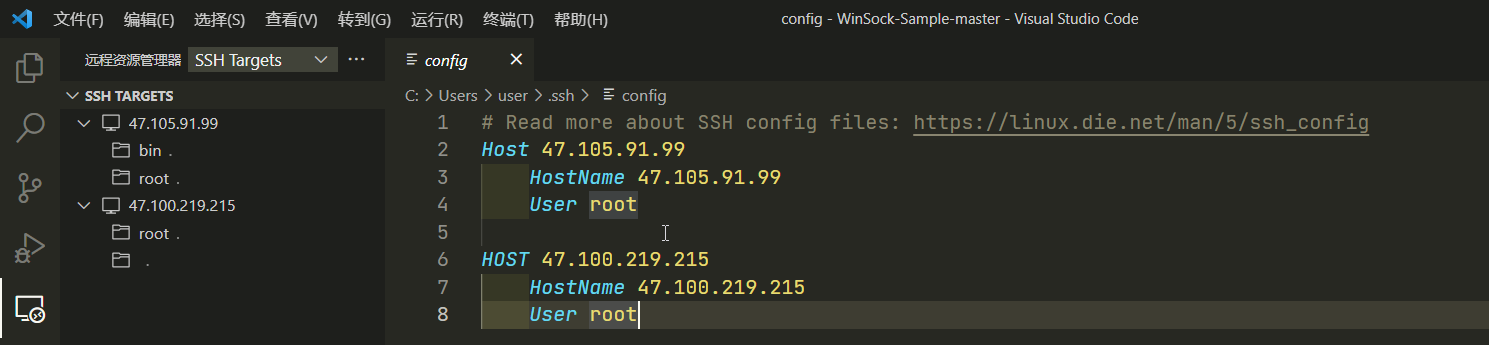 文件(F) 编辑(E) 选择(S) 查看(V) 转到(G) 运行(R) 终端(T) 帮助(H) config - WinSock-Sample-master - Visual Studio Code
远程资源管理器 SSH Targets ···
SSH TARGETS
47.105.91.99
bin .
root .
47.100.219.215
root .
.
config ×
C: > Users > user > .ssh > config
1 # Read more about SSH config files: https://linux.die.net/man/5/ssh_config
2 Host 47.105.91.99
3 HostName 47.105.91.99
4 User root
5
6 HOST 47.100.219.215
7 HostName 47.100.219.215
8 User root